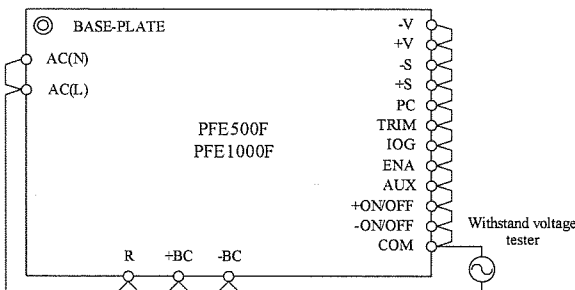 BASE-PLATE
AC(N)
AC(L)
PFE500F
PFE1000F
-V
+V
-S
+S
PC
TRIM
IOG
ENA
AUX
+ON/OFF
-ON/OFF
COM
Withstand voltage
tester
R +BC -BC